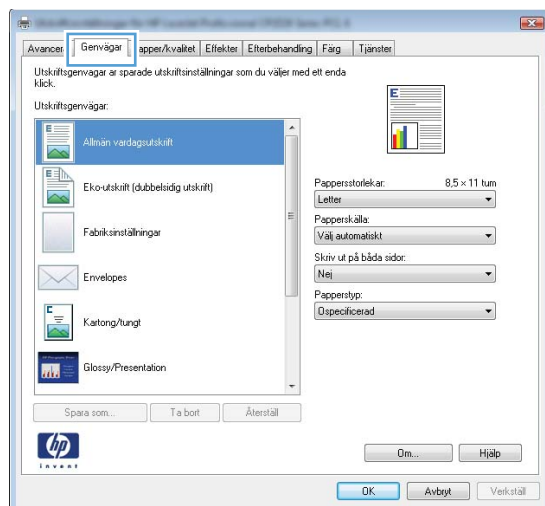 Avancer Genvägar apper/kvalitet Effekter Efterbehandling Färg Tjänster
Utskriftsgenvägar är sparade utskriftsinställningar som du väljer med ett enda
klick.
Utskriftsgenvägar:
Allmän vardagsutskrift
Eko-utskrift (dubbelsidig utskrift)
Fabriksinställningar
Envelopes
Kartong/tungt
Glossy/Presentation
Spara som... Ta bort Återställ
E
Pappersstorlekar: 8,5 × 11 tum
Letter
Papperskälla:
Välj automatiskt
Skriv ut på båda sidor:
Nej
Papperstyp:
Ospecificerad
hp
invent
Om... Hjälp
OK Avbryt Verkställ